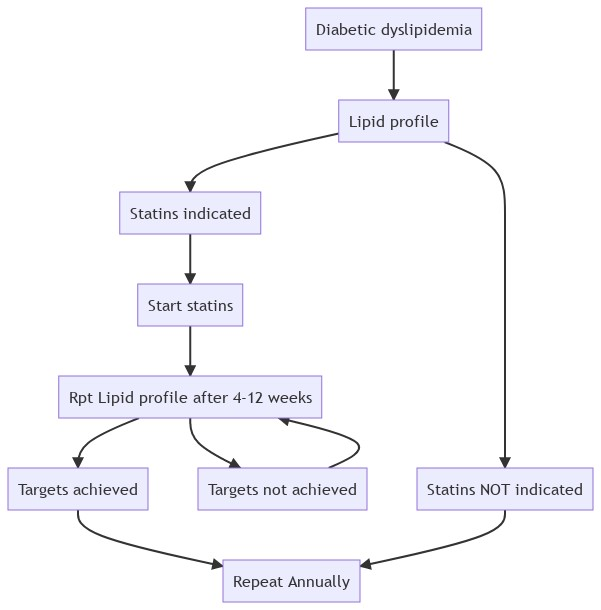 Diabetic dyslipidemia
Lipid profile
Statins indicated
Start statins
Rpt Lipid profile after 4-12 weeks
Targets achieved
Targets not achieved
Statins NOT indicated
Repeat Annually